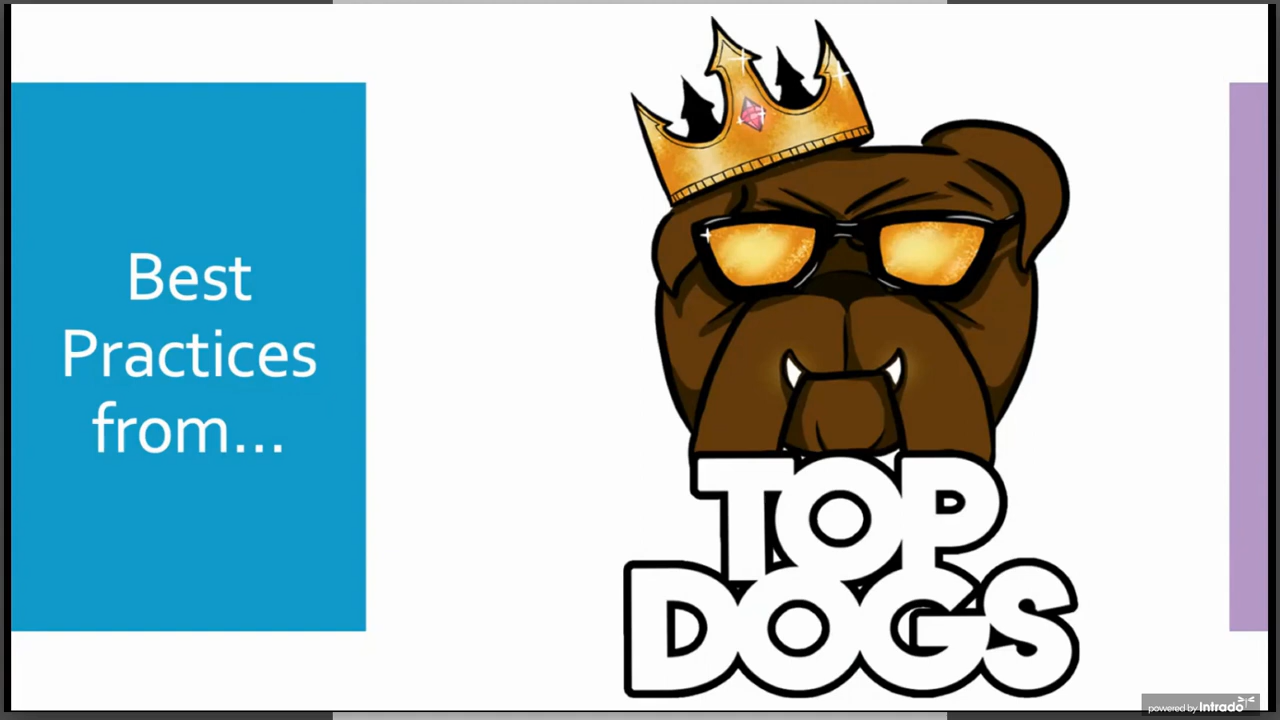 Best
Practices
from...
TOP
DOGS
powered by Intrado